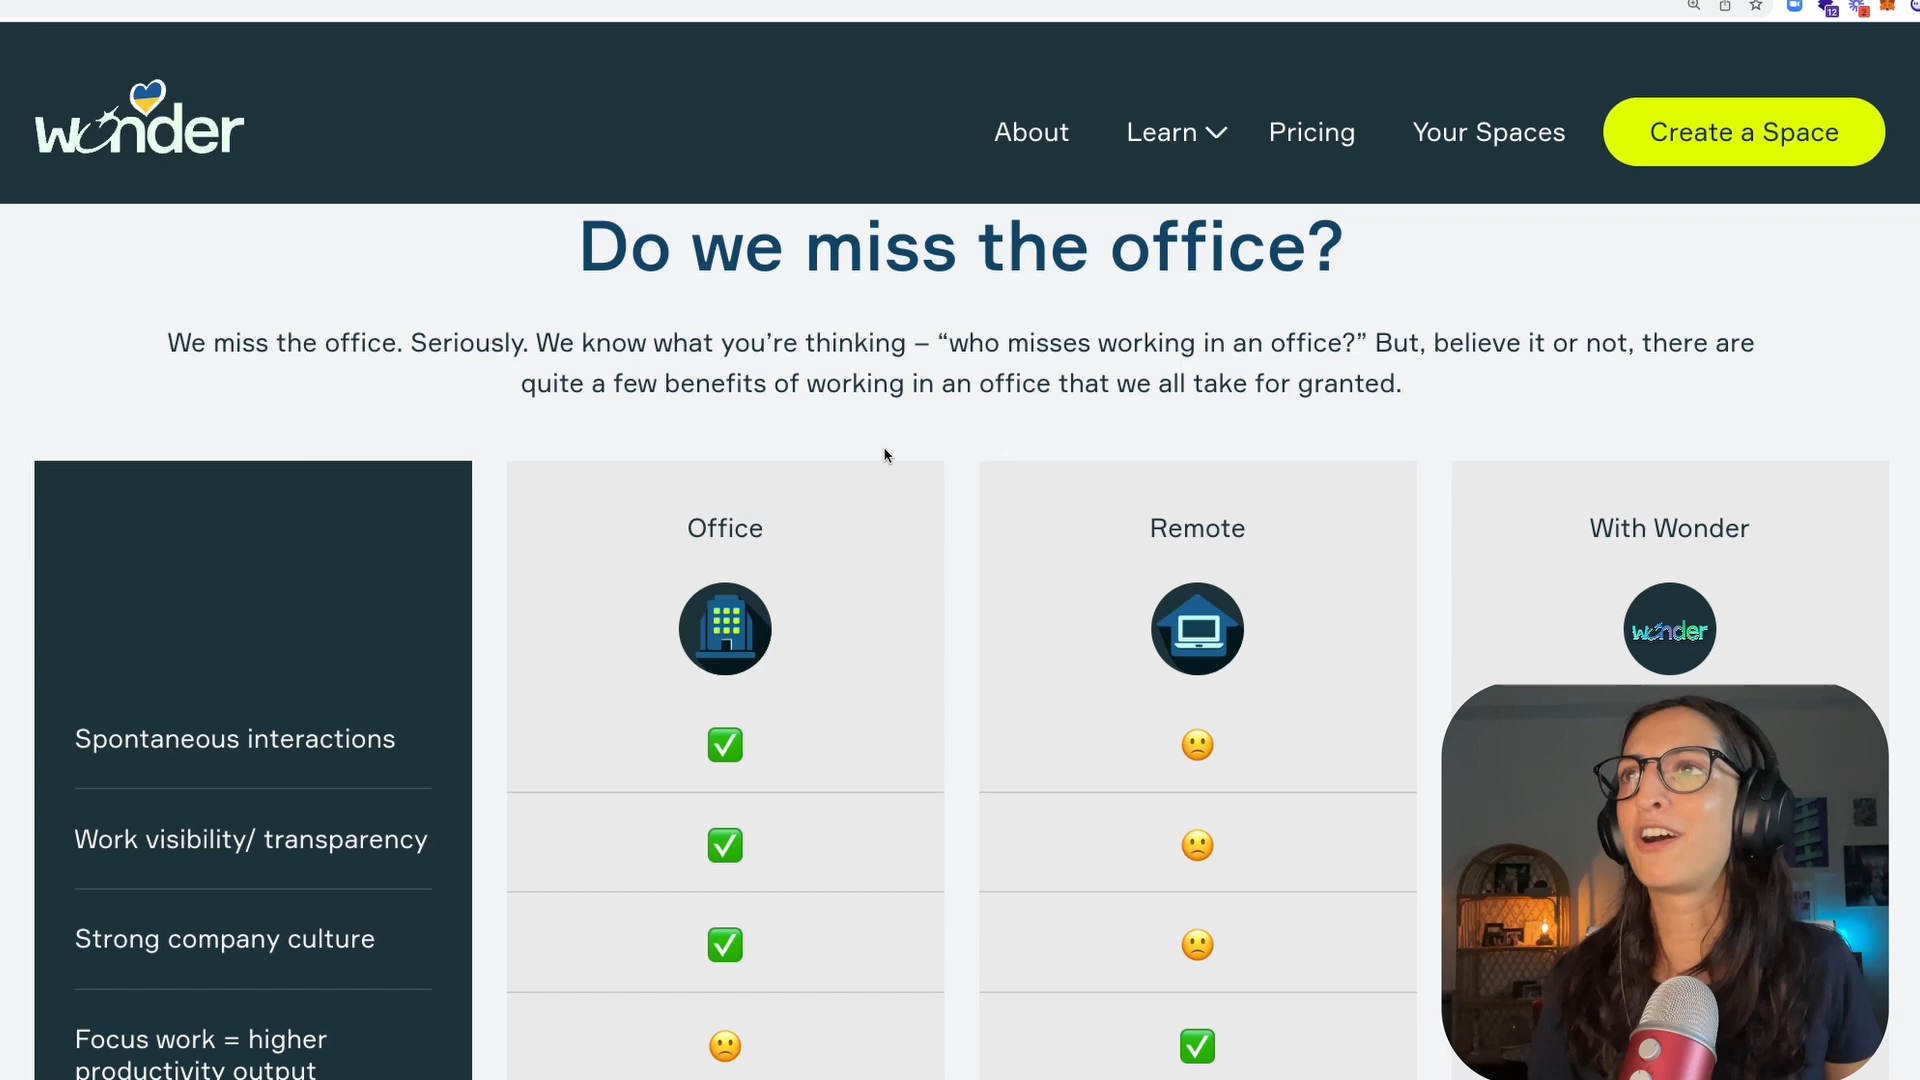 12
2
wonder
About
Learn
Pricing
Your Spaces
Create a Space
Do we miss the office?
We miss the office. Seriously. We know what you’re thinking – “who misses working in an office?” But, believe it or not, there are
quite a few benefits of working in an office that we all take for granted.
Office
Remote
With Wonder
wonder
Spontaneous interactions
Work visibility/ transparency
Strong company culture
Focus work = higher
productivity output